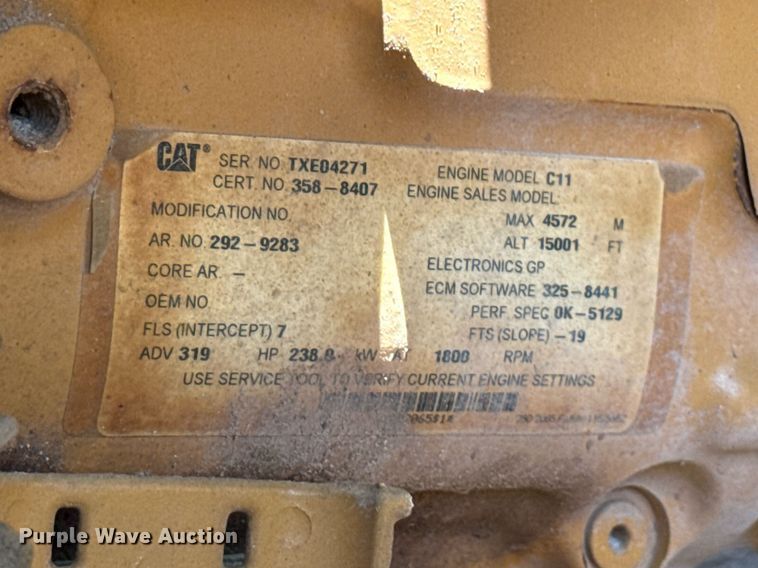 CAT® SER. NO. TXE04271 ENGINE MODEL C11
CERT. NO. 358-8407 ENGINE SALES MODEL:
MODIFICATION NO. MAX 4572 M
AR. NO. 292-9283 ALT 15001 FT
CORE AR. - ELECTRONICS GP
OEM NO. ECM SOFTWARE 325-8441
FLS (INTERCEPT) 7 PERF. SPEC 0K-5129
FTS (SLOPE) -19
ADV 319 HP 238.0 kW AT 1800 RPM
USE SERVICE TOOL TO VERIFY CURRENT ENGINE SETTINGS
Purple Wave Auction